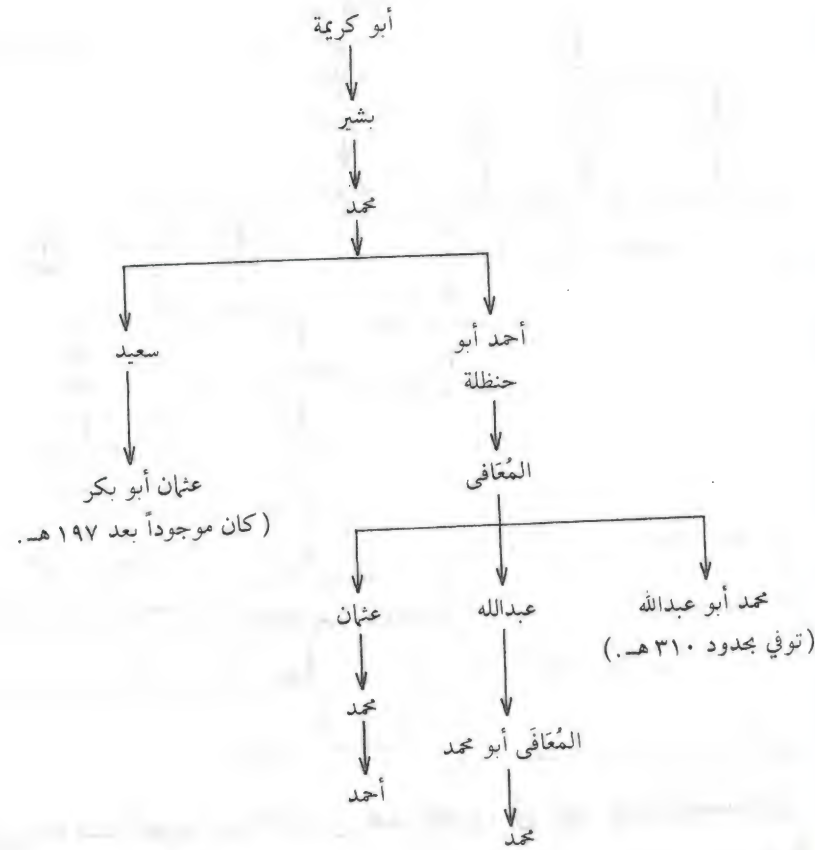 أبو كريمة
بشير
محمد
أحمد أبو
حنظلة
سعيد
المُعَافى
عثمان أبو بكر
(كان موجوداً بعد ١٩٧ هـ.
محمد أبو عبدالله
(توفي بحدود ٣١٠ هـ.)
عبدالله
عثمان
محمد
المُعَافَى أبو محمد
أحمد
محمد